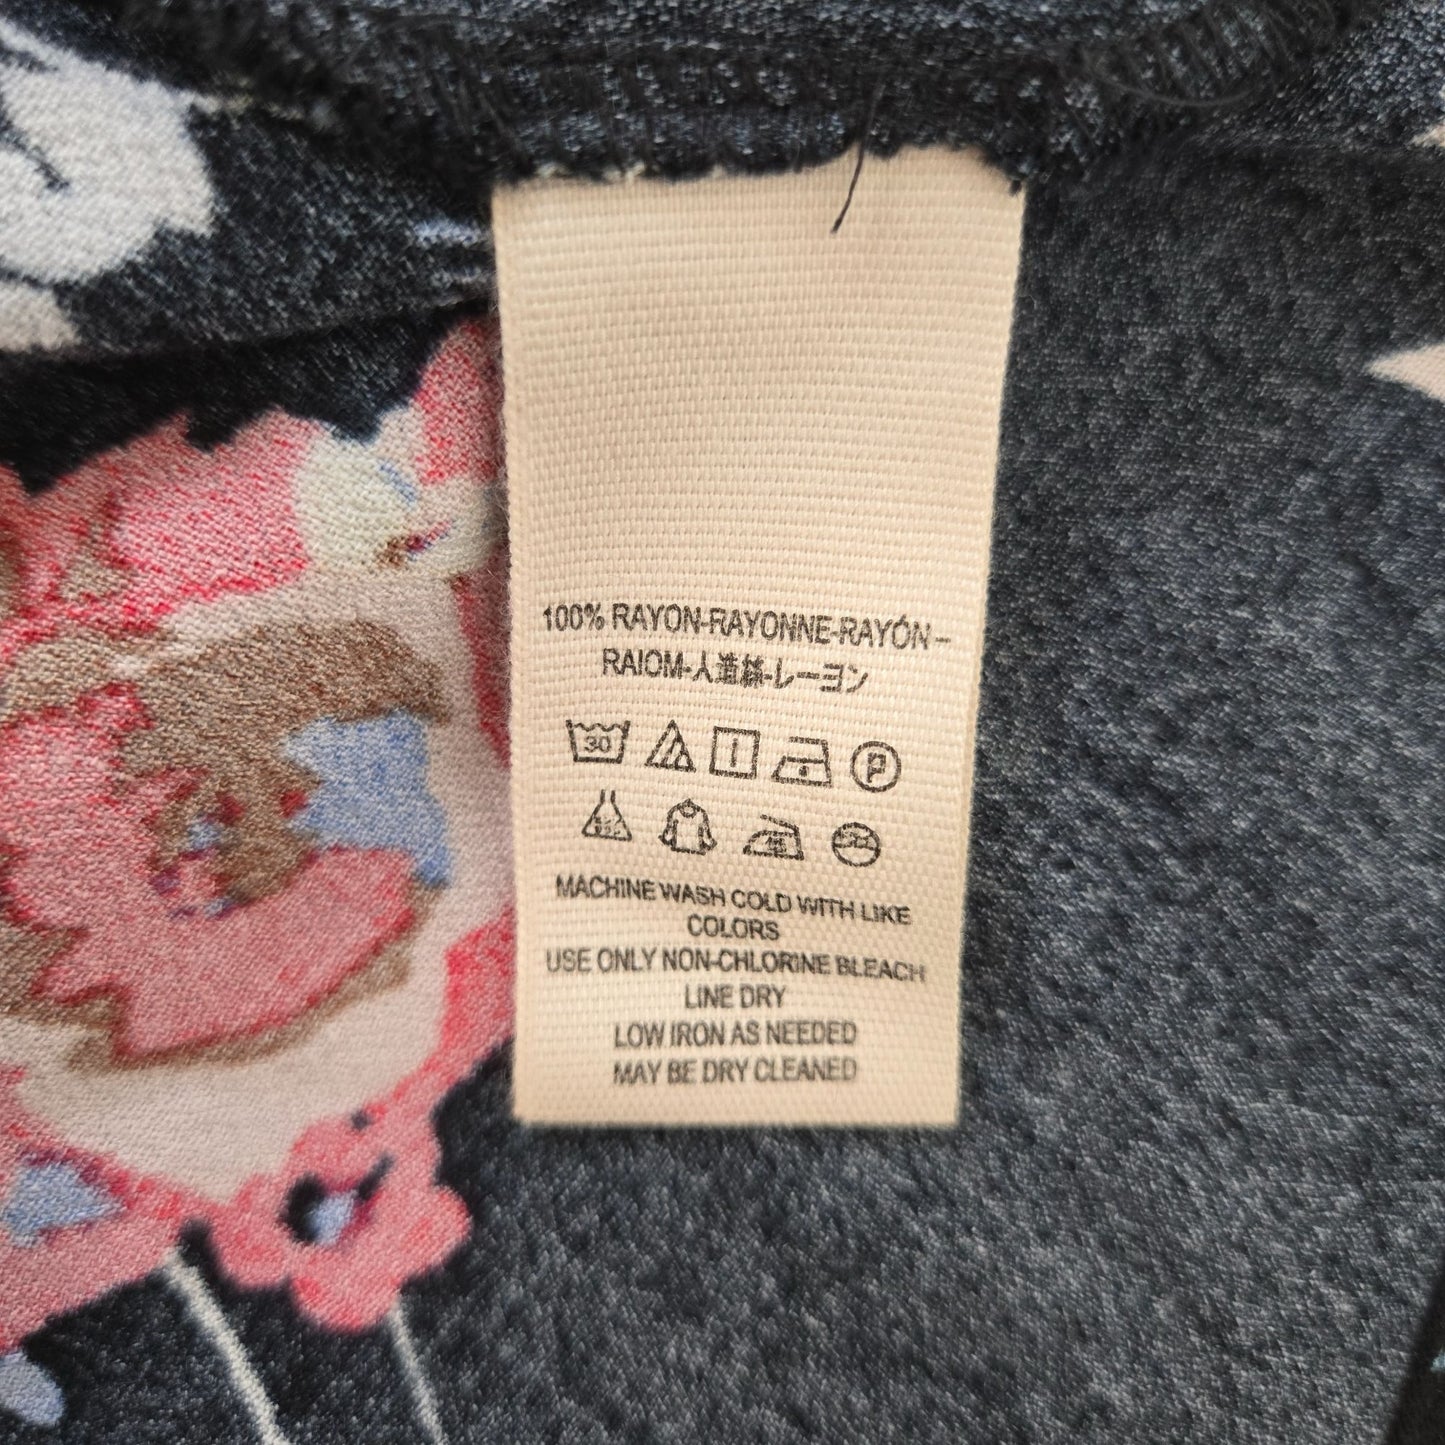 100% RAYON-RAYONNE-RAYÓN –
RAIOM-人造絲-レーヨン
30
P
MACHINE WASH COLD WITH LIKE
COLORS
USE ONLY NON-CHLORINE BLEACH
LINE DRY
LOW IRON AS NEEDED
MAY BE DRY CLEANED